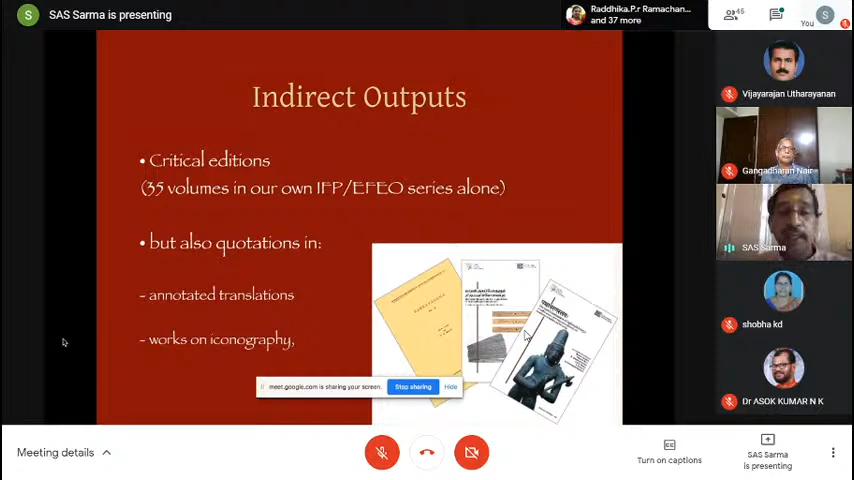 S SAS Sarma is presenting
Raddhika.P.r Ramachan...
and 37 more
45
You
S
Indirect Outputs
• Critical editions
(35 volumes in our own IFP/EFEO series alone)
• but also quotations in:
- annotated translations
- works on iconography,
meet.google.com is sharing your screen.
Stop sharing
Hide
Vijayarajan Utharayanan
Gangadharan Nair
SAS Sarma
shobha kd
Dr ASOK KUMAR N K
Meeting details
Turn on captions
SAS Sarma
is presenting